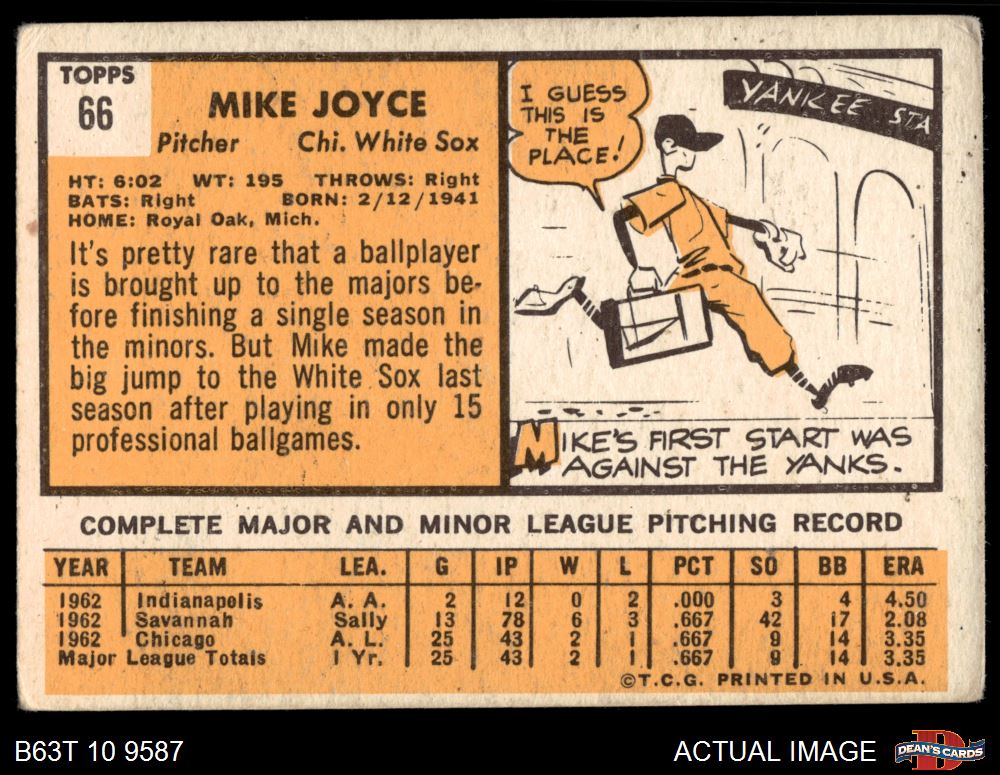 TOPPS
66
MIKE JOYCE
Pitcher Chi. White Sox
HT: 6:02 WT: 195 THROWS: Right
BATS: Right BORN: 2/12/1941
HOME: Royal Oak, Mich.
It's pretty rare that a ballplayer
is brought up to the majors be-
fore finishing a single season in
the minors. But Mike made the
big jump to the White Sox last
season after playing in only 15
professional ballgames.
I GUESS
THIS IS
THE
PLACE!
YANKEE STA
MIKE'S FIRST START WAS
AGAINST THE YANKS.
COMPLETE MAJOR AND MINOR LEAGUE PITCHING RECORD
YEAR TEAM LEA. G IP W L PCT SO BB ERA
1962 Indianapolis A. A. 2 12 0 2 .000 3 4 4.50
1962 Savannah Sally 13 78 6 3 .667 42 17 2.08
1962 Chicago A. L. 25 43 2 1 .667 9 14 3.35
Major League Totals 1 Yr. 25 43 2 1 .667 9 14 3.35
©T.C.G. PRINTED IN U.S.A.
B63T 10 9587
ACTUAL IMAGE
D
DEAN'S CARDS